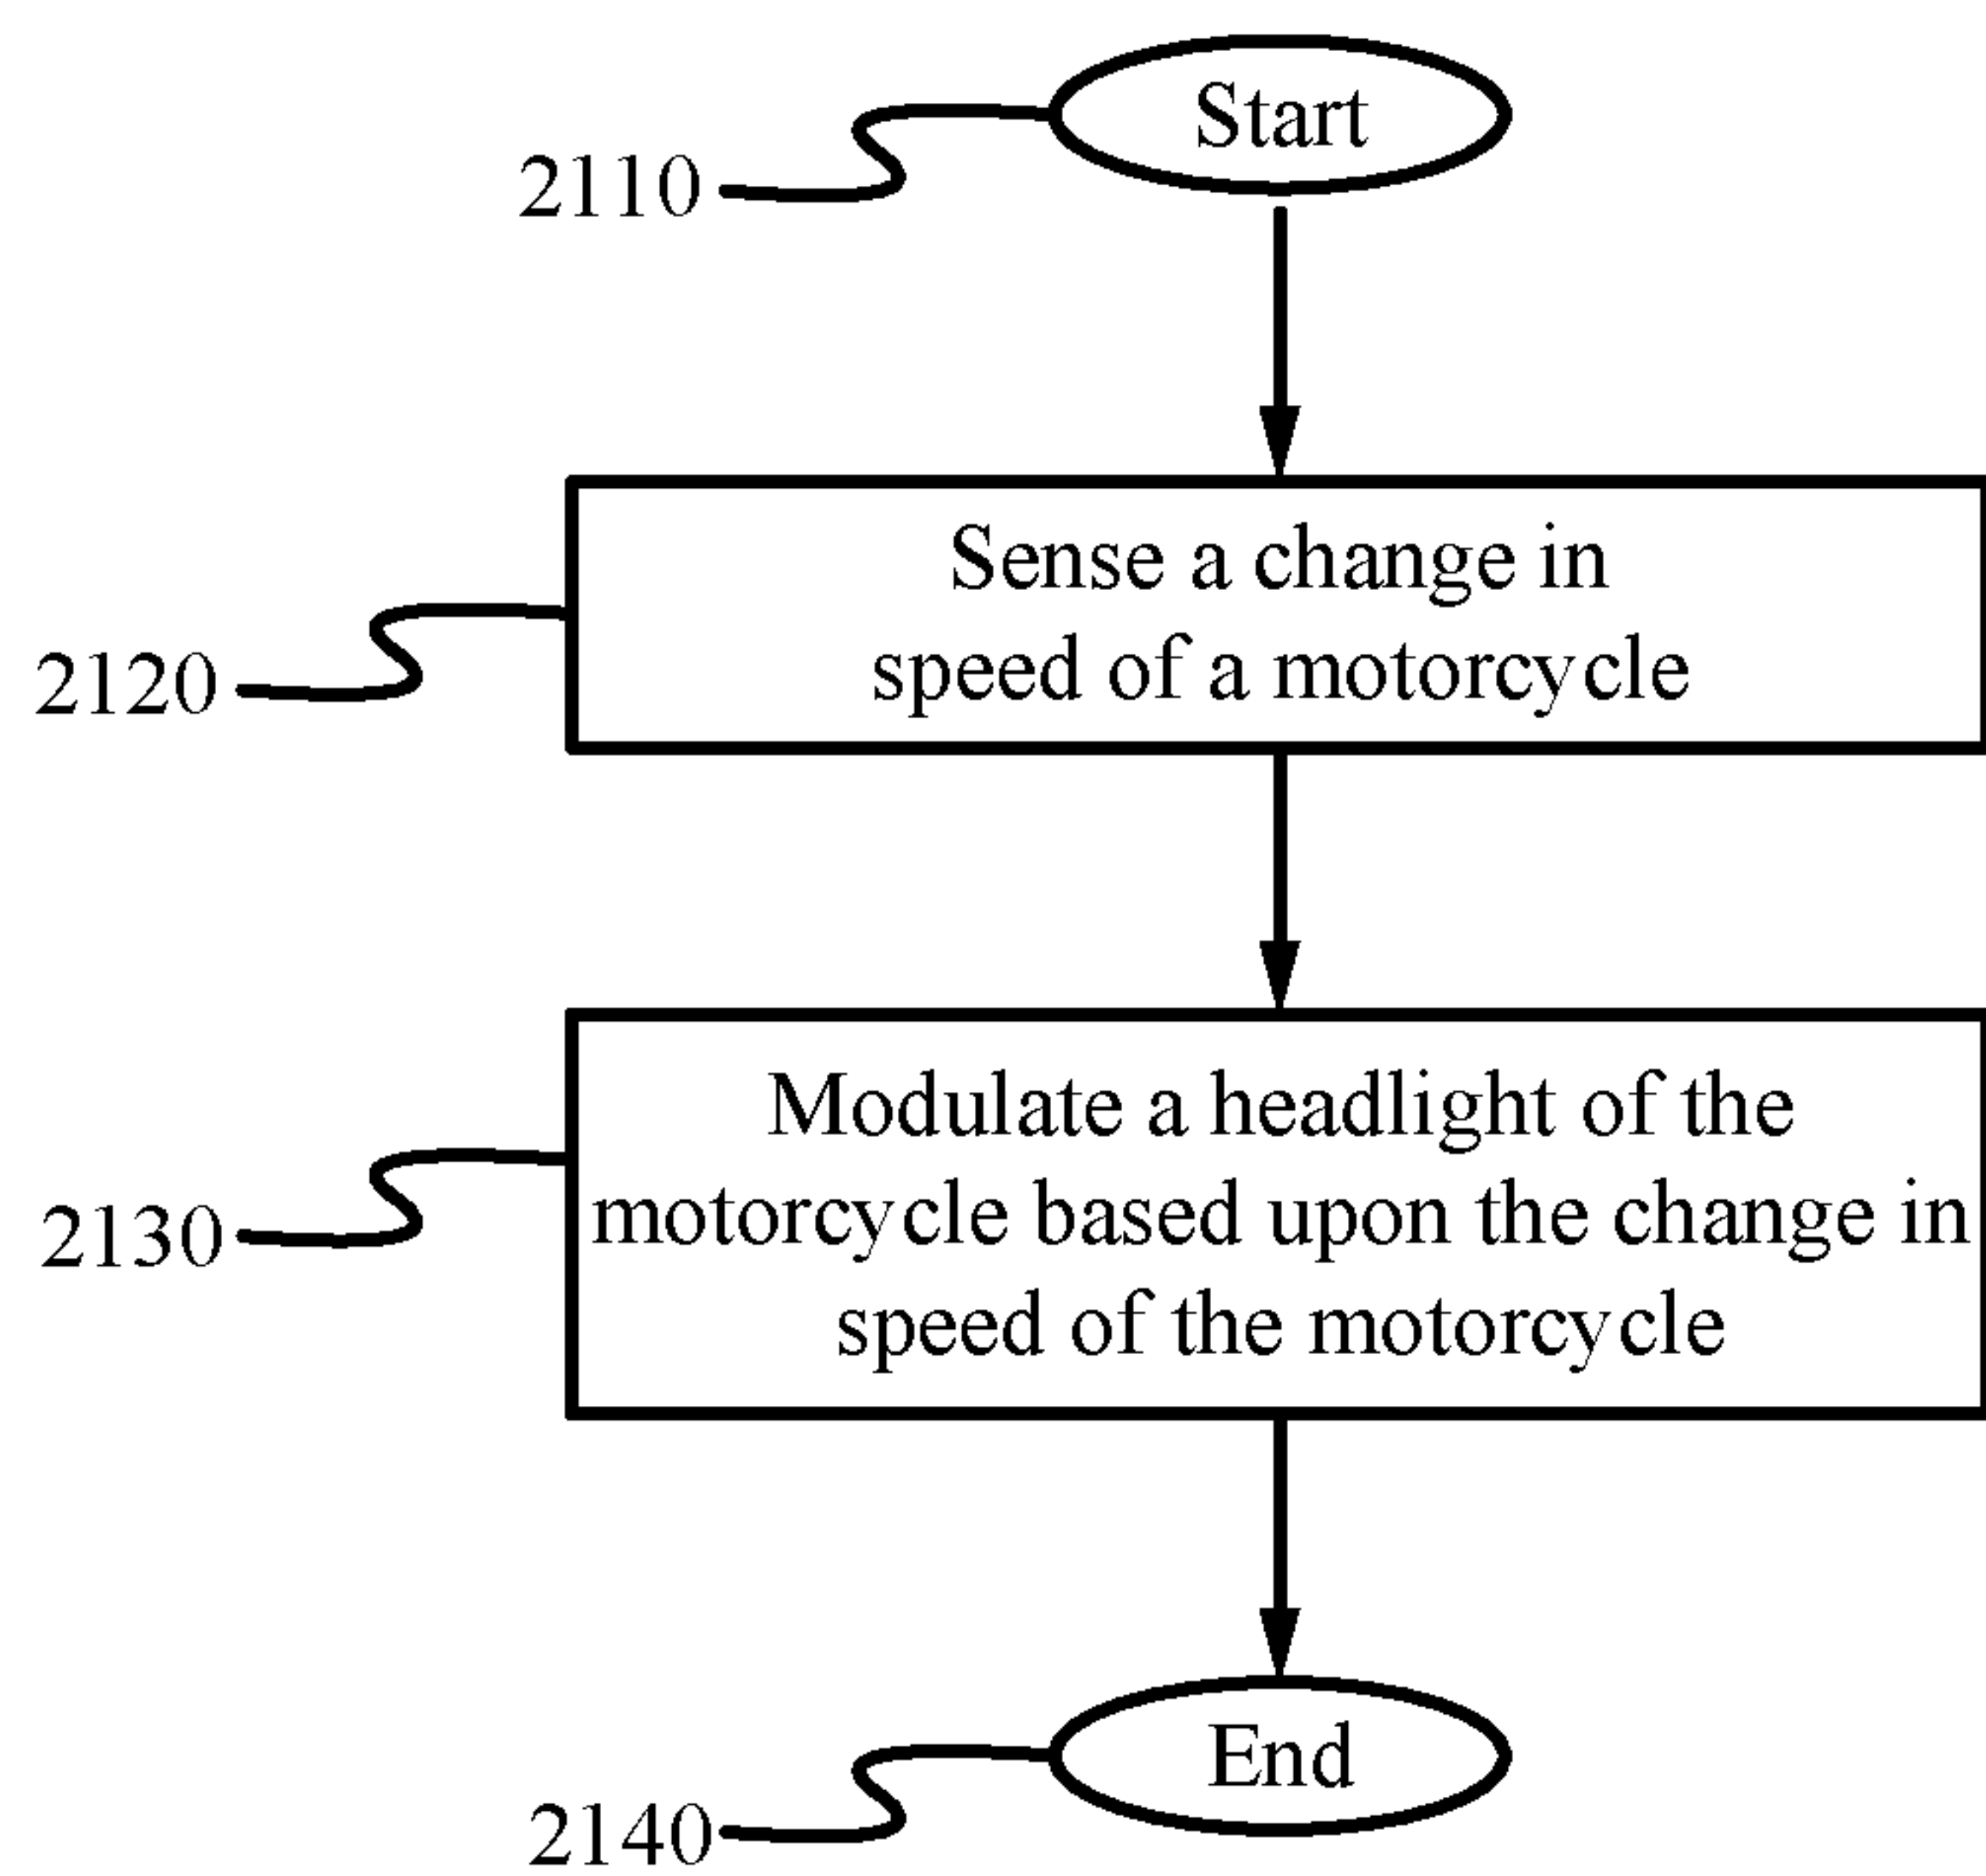 Start
2110
Sense a change in
speed of a motorcycle
2120
Modulate a headlight of the
motorcycle based upon the change in
speed of the motorcycle
2130
End
2140